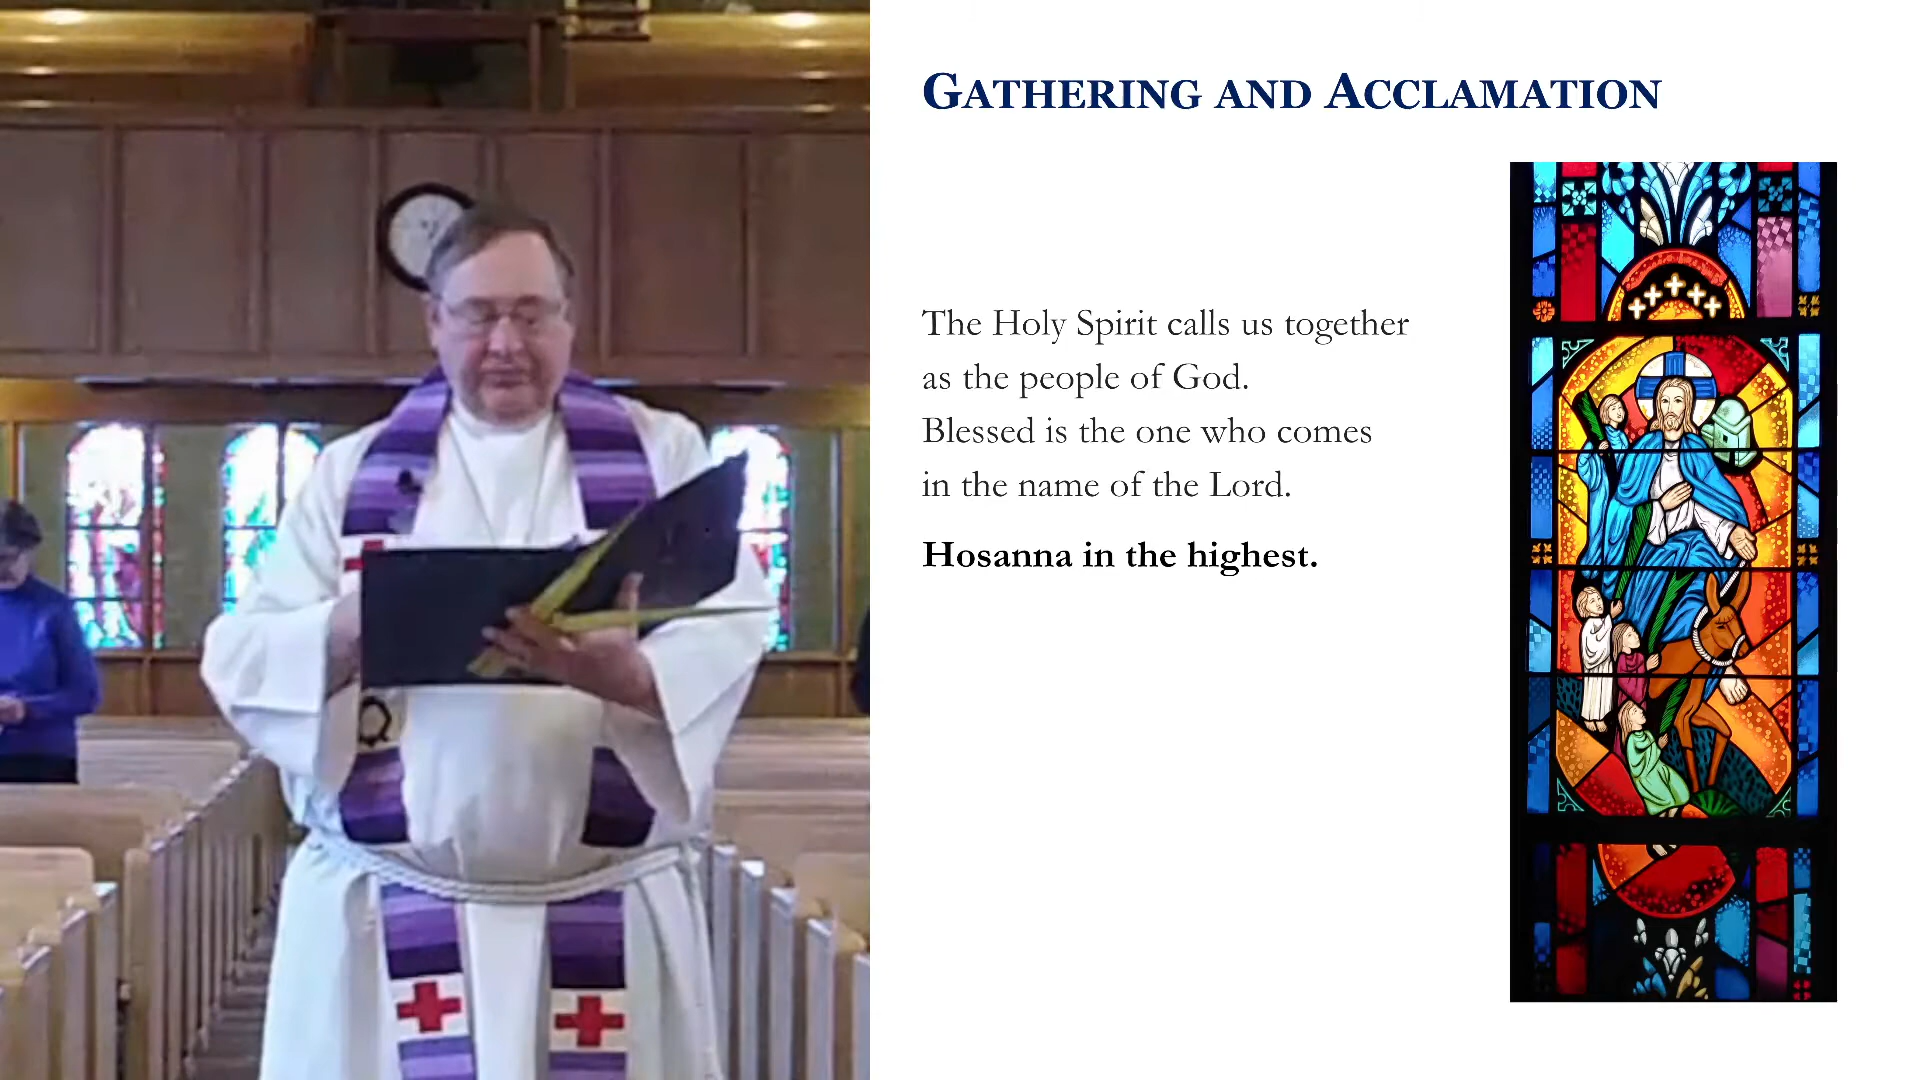 GATHERING AND ACCLAMATION
The Holy Spirit calls us together
as the people of God.
Blessed is the one who comes
in the name of the Lord.
Hosanna in the highest.